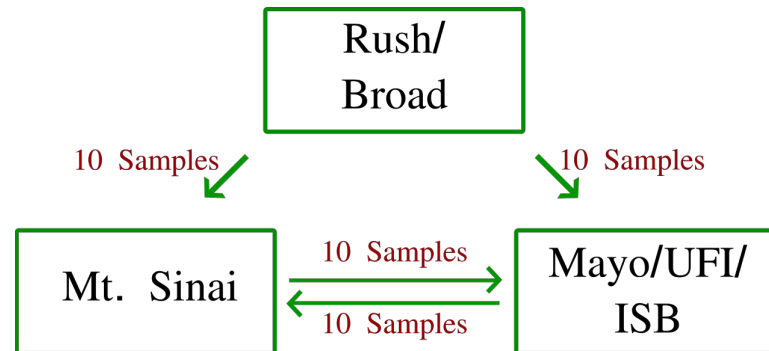 Rush/
Broad
10 Samples
10 Samples
Mt. Sinai
10 Samples
10 Samples
Mayo/UFI/
ISB